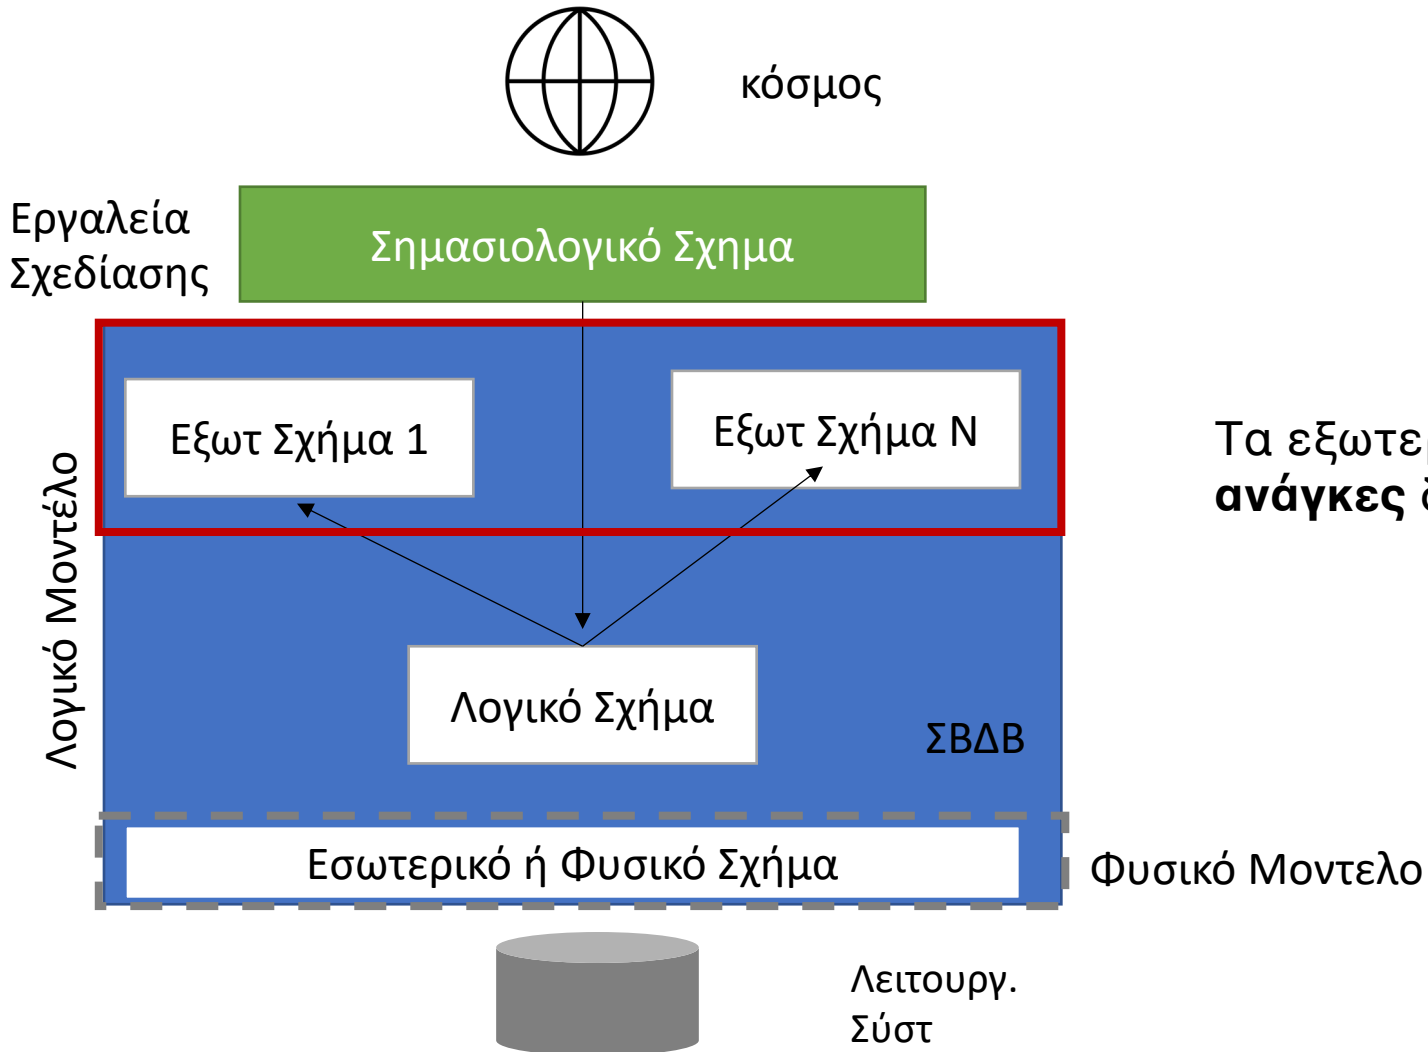 κόσμος
Εργαλεία
Σχεδίασης
Σημασιολογικό Σχημα
Εξωτ Σχήμα 1
Εξωτ Σχήμα Ν
Τα
ανάγκες
Λογικό Μοντέλο
Λογικό Σχήμα
ΣΒΔΒ
Εσωτερικό ή Φυσικό Σχήμα
Φυσικό Μοντελο
Λειτουργ.
Σύστ